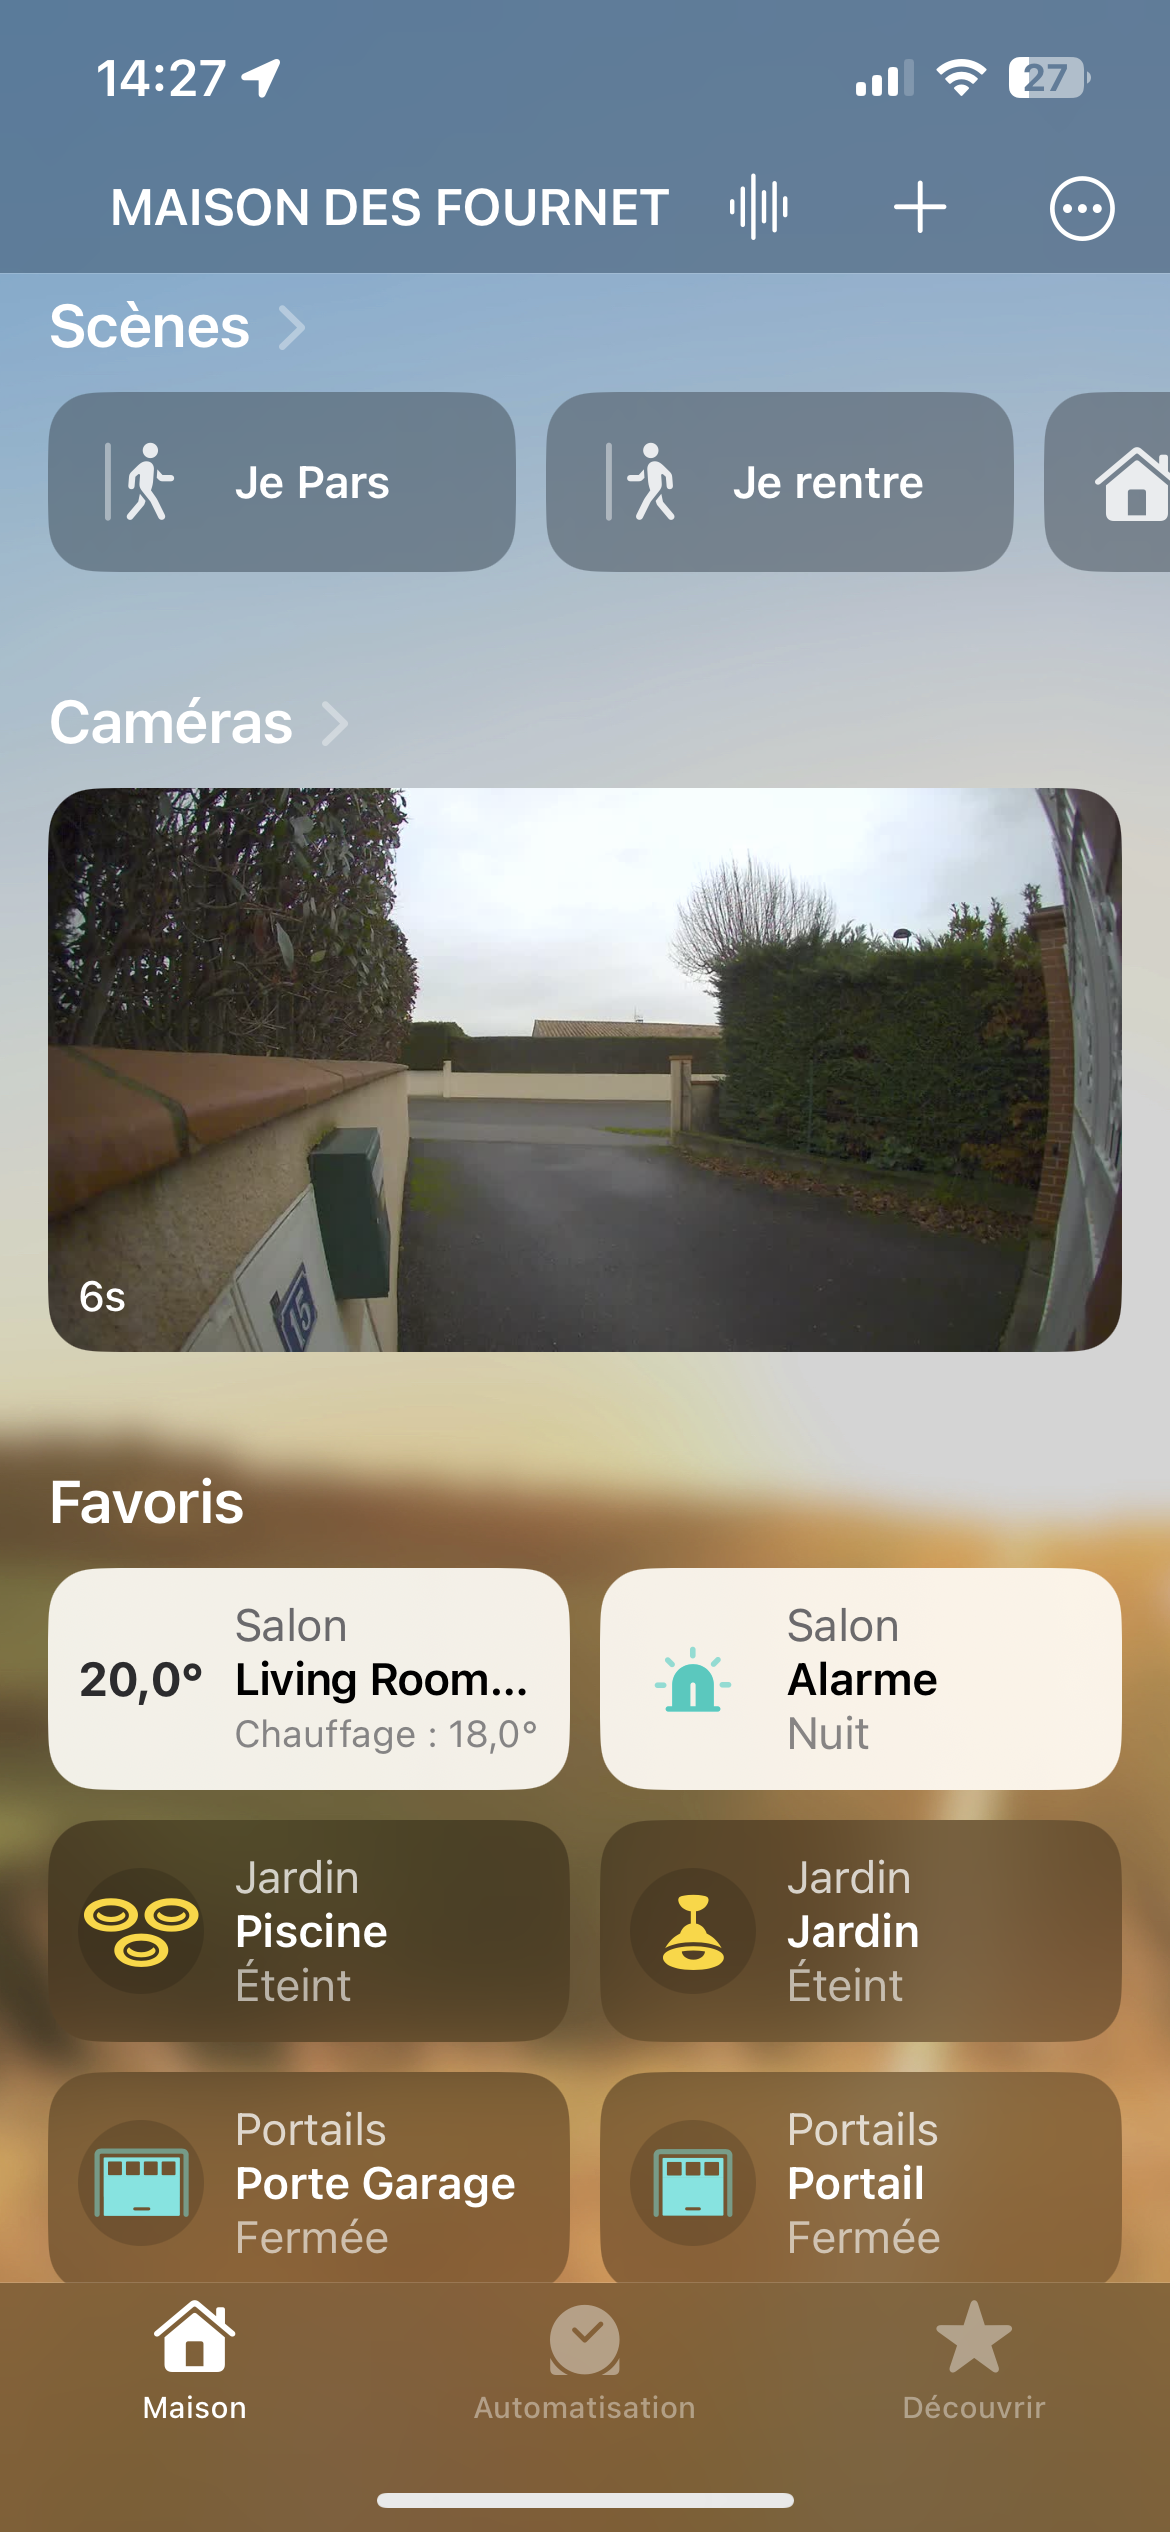 14:27
27
MAISON DES FOURNET
Scènes
Je Pars
Je rentre
Caméras
15
6s
Favoris
Salon
20,0°
Living Room...
Chauffage : 18,0°
Salon
Alarme
Nuit
Jardin
Piscine
Éteint
Jardin
Jardin
Éteint
Portails
Porte Garage
Fermée
Portails
Portail
Fermée
Maison
Automatisation
Découvrir